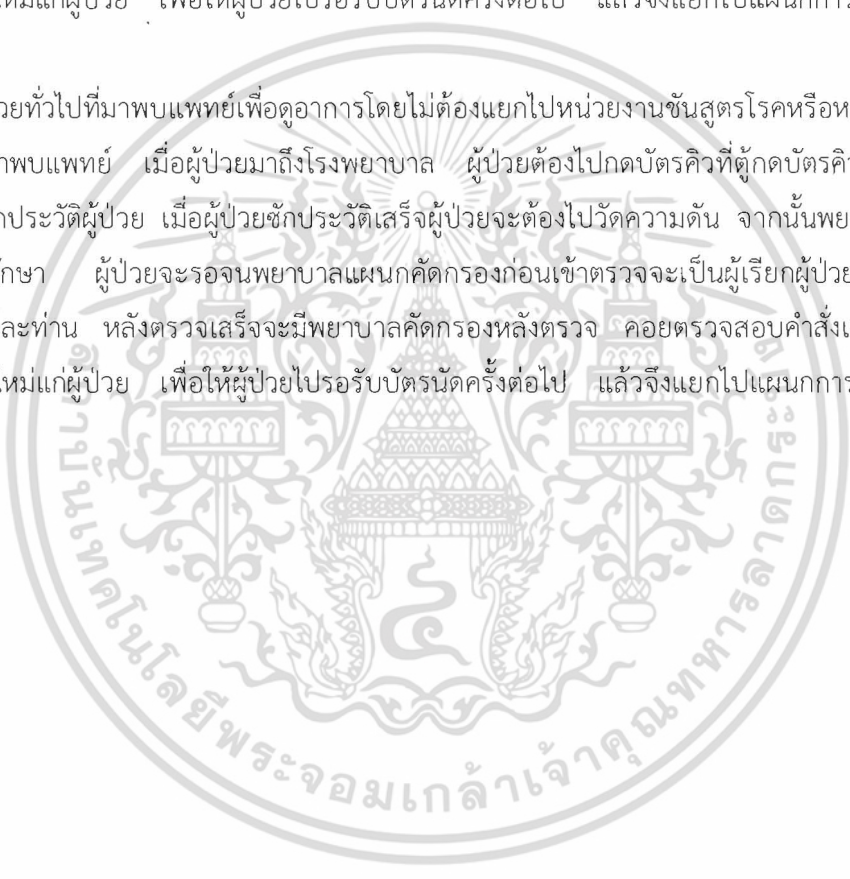 ใหม่แก่ผู้ป่วย เพื่อให้ผู้ป่วยไปรอรับบัตรนัดครั้งต่อไป แล้วจึงแยกไปแผนกการ
วยทั่วไปที่มาพบแพทย์เพื่อดูอาการโดยไม่ต้องแยกไปหน่วยงานชันสูตรโรคหรือห
าพบแพทย์ เมื่อผู้ป่วยมาถึงโรงพยาบาล ผู้ป่วยต้องไปกดบัตรคิวที่ตู้กดบัตรคิ
กประวัติผู้ป่วย เมื่อผู้ป่วยซักประวัติเสร็จผู้ป่วยจะต้องไปวัดความดัน จากนั้นพย
ักษา ผู้ป่วยจะรอจนพยาบาลแผนกคัดกรองก่อนเข้าตรวจจะเป็นผู้เรียกผู้ป่วย
ละท่าน หลังตรวจเสร็จจะมีพยาบาลคัดกรองหลังตรวจ คอยตรวจสอบคำสั่งแ
ใหม่แก่ผู้ป่วย เพื่อให้ผู้ป่วยไปรอรับบัตรนัดครั้งต่อไป แล้วจึงแยกไปแผนกการ
สถาบันเทคโนโลยีพระจอมเกล้าเจ้าคุณทหารลาดกระบัง